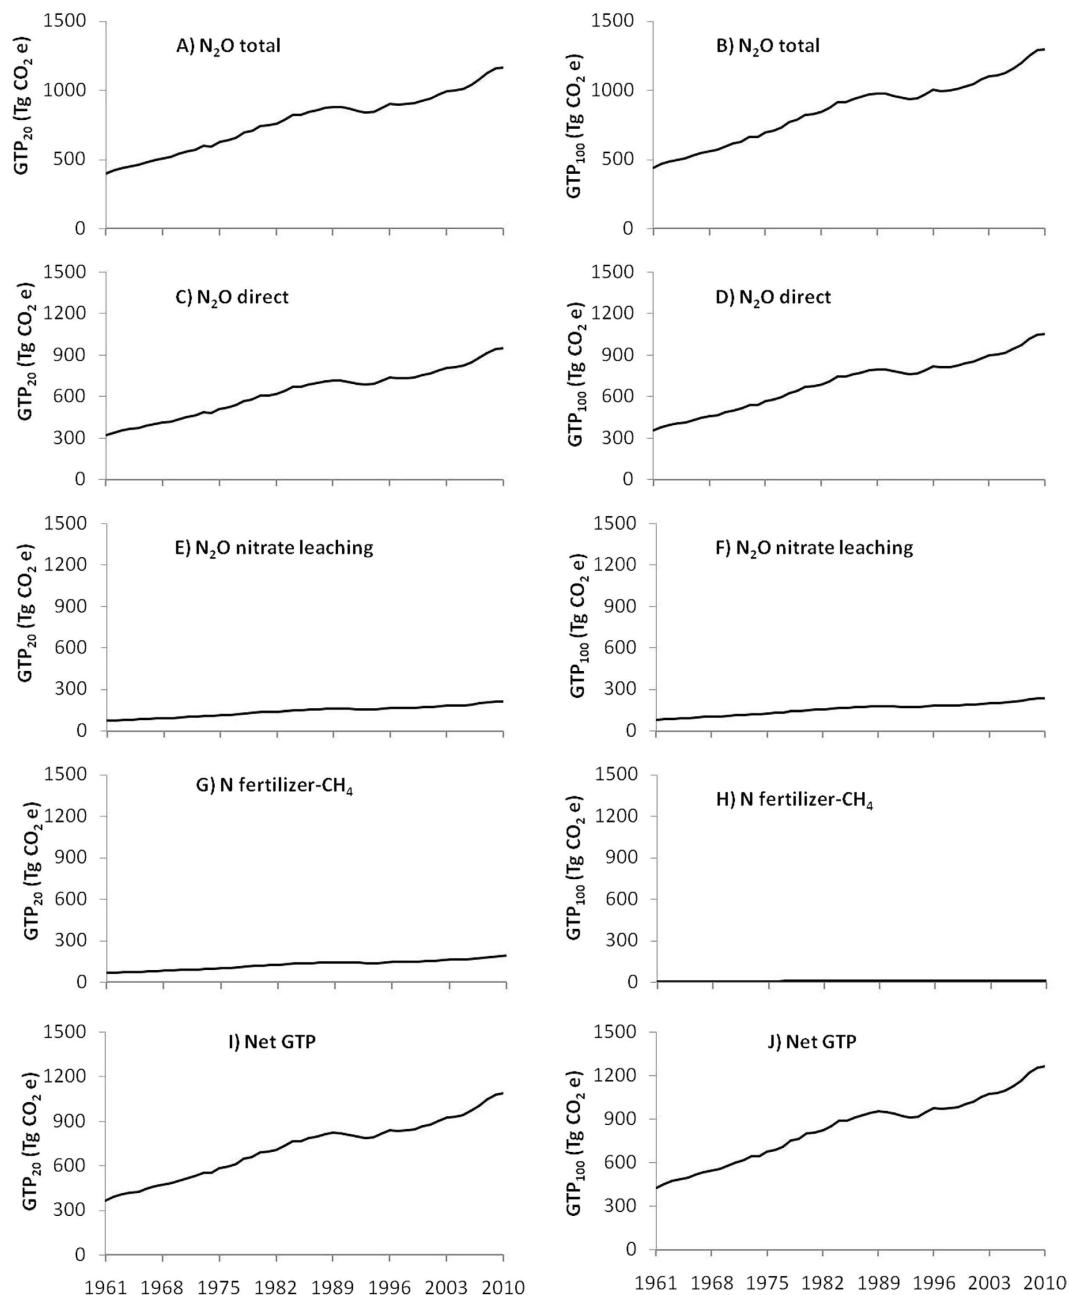 A) N2O total
GTP20 (Tg CO2 e)
1500
1000
500
0
B) N2O total
GTP100 (Tg CO2 e)
1500
1000
500
0
C) N2O direct
GTP20 (Tg CO2 e)
1500
1200
900
600
300
0
D) N2O direct
GTP100 (Tg CO2 e)
1500
1200
900
600
300
0
E) N2O nitrate leaching
GTP20 (Tg CO2 e)
1500
1200
900
600
300
0
F) N2O nitrate leaching
GTP100 (Tg CO2 e)
1500
1200
900
600
300
0
G) N fertilizer-CH4
GTP20 (Tg CO2 e)
1500
1200
900
600
300
0
H) N fertilizer-CH4
GTP100 (Tg CO2 e)
1500
1200
900
600
300
0
I) Net GTP
GTP20 (Tg CO2 e)
1500
1200
900
600
300
0
1961 1968 1975 1982 1989 1996 2003 2010
J) Net GTP
GTP100 (Tg CO2 e)
1500
1200
900
600
300
0
1961 1968 1975 1982 1989 1996 2003 2010